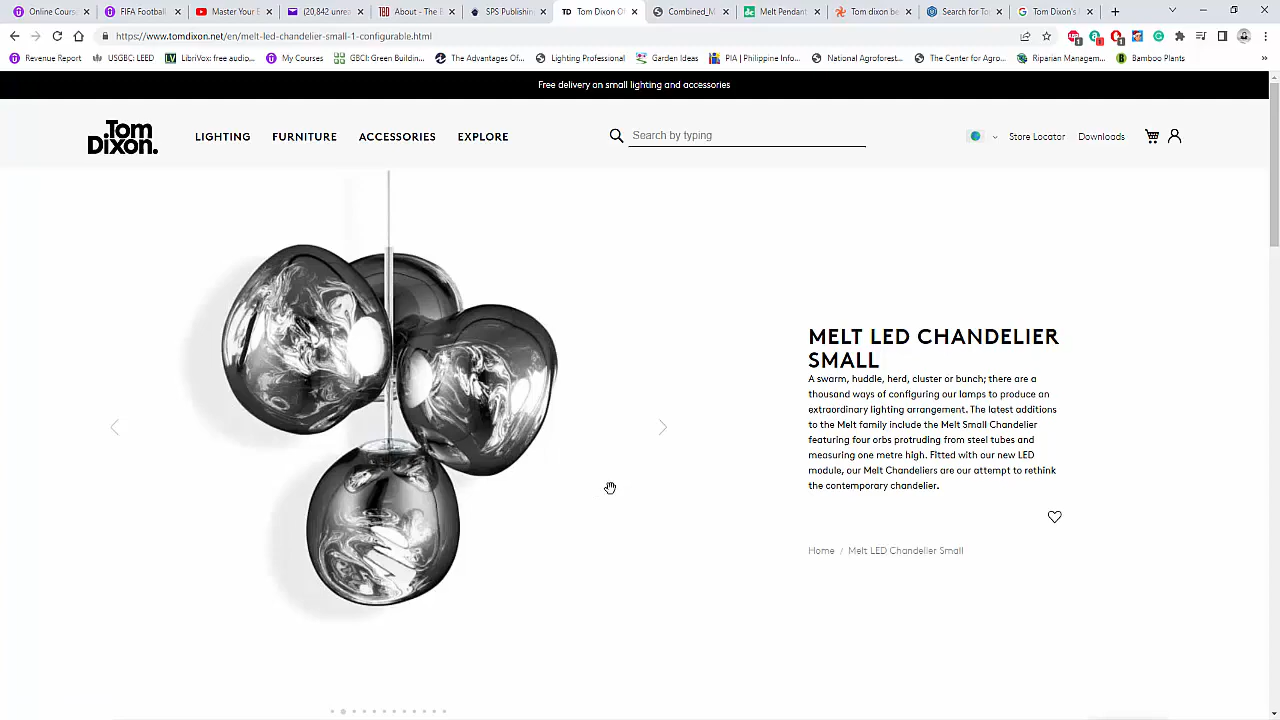 Online Cours
FIFA Football
Master Your E
(20,842 unrea
About - The E
SPS Publishin
TD Tom Dixon Of
Combined_M
dc Melt Pendan
Tom dixon be
Search for To
Tom Dixon's
https://www.tomdixon.net/en/melt-led-chandelier-small-1-configurable.html
Revenue Report
USGBC: LEED
LibriVox: free audio...
My Courses
GBCI: Green Building...
The Advantages Of...
Lighting Professional
Garden Ideas
PIA | Philippine Info...
National Agroforest...
The Center for Agro...
Riparian Managem...
Bamboo Plants
»
Free delivery on small lighting and accessories
Tom
Dixon.
LIGHTING
FURNITURE
ACCESSORIES
EXPLORE
Search by typing
Store Locator
Downloads
MELT LED CHANDELIER
SMALL
A swarm, huddle, herd, cluster or bunch; there are a
thousand ways of configuring our lamps to produce an
extraordinary lighting arrangement. The latest additions
to the Melt family include the Melt Small Chandelier
featuring four orbs protruding from steel tubes and
measuring one metre high. Fitted with our new LED
module, our Melt Chandeliers are our attempt to rethink
the contemporary chandelier.
Home / Melt LED Chandelier Small